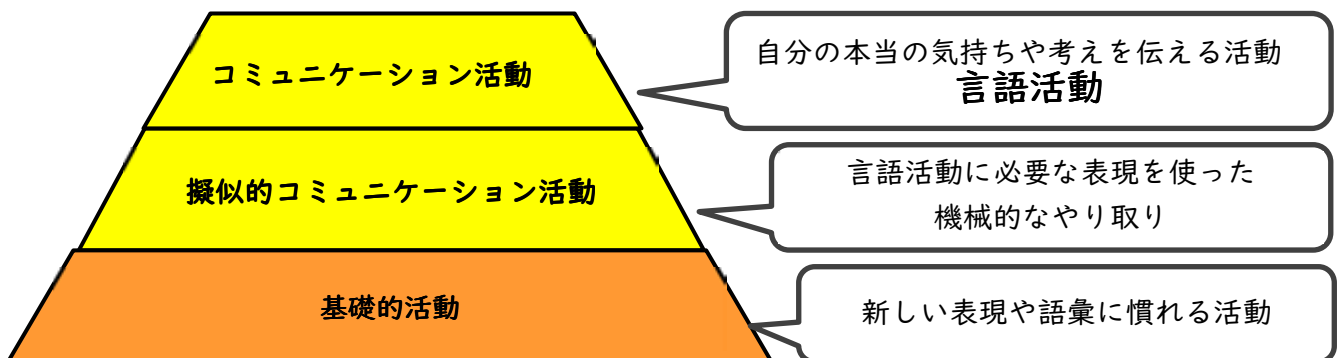 コミュニケーション活動
自分の本当の気持ちや考えを伝える活動
言語活動
擬似的コミュニケーション活動
言語活動に必要な表現を使った
機械的なやり取り
基礎的活動
新しい表現や語彙に慣れる活動